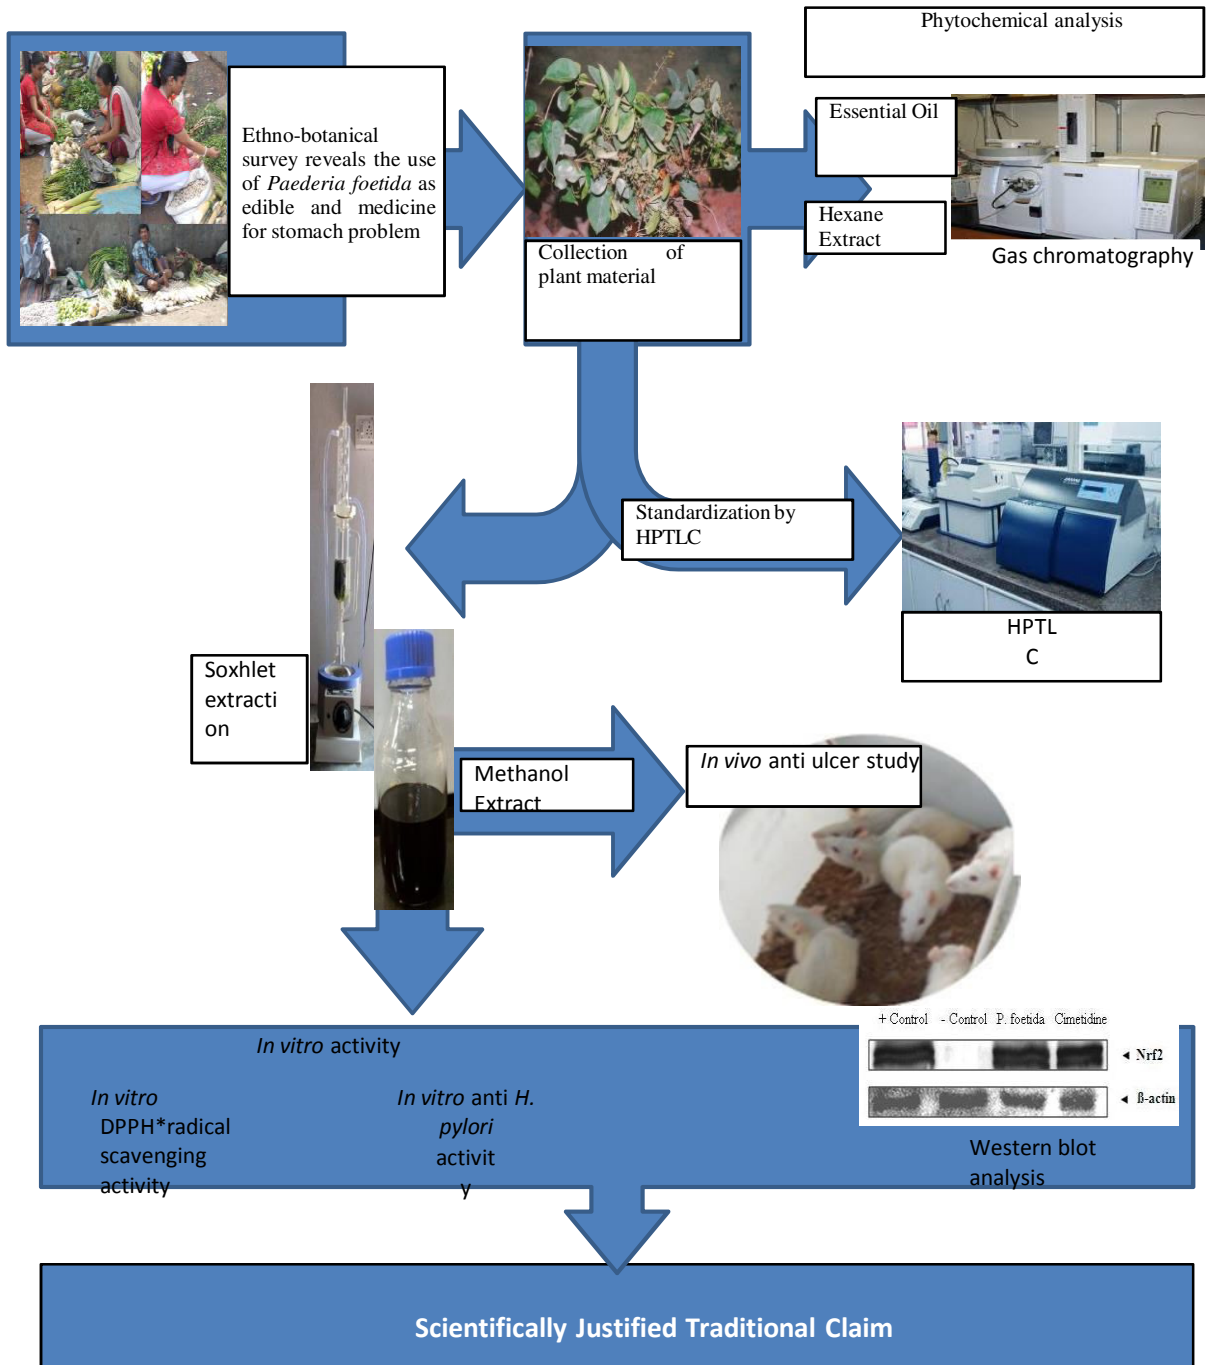 Phytochemical analysis
Ethno-botanical
survey reveals the use
of Paederia foetida as
edible and medicine
for stomach problem
Collection of
plant material
Essential Oil
Hexane
Extract
Gas chromatography
Standardization by
HPTLC
HPTL
C
Soxhlet
extracti
on
Methanol
Extract
In vivo anti ulcer study
In vitro activity
In vitro
DPPH*radical
scavenging
activity
In vitro anti H.
pylori
activit
y
+ Control - Control P. foetida Cimetidine
◄ Nrf2
◄ ß-actin
Western blot
analysis
Scientifically Justified Traditional Claim